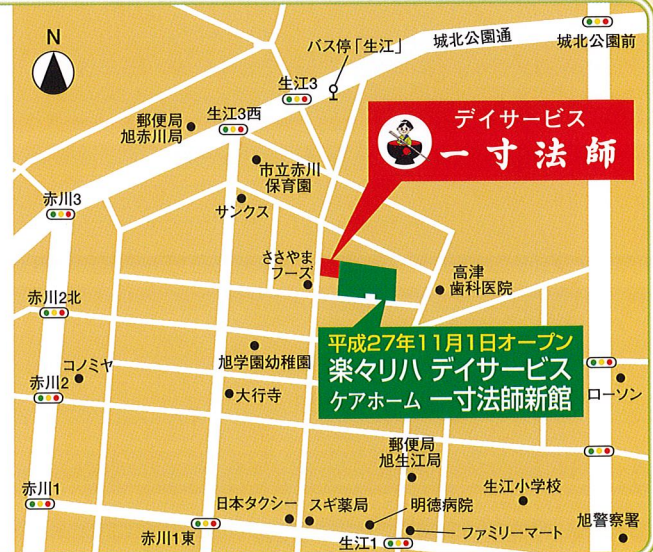 N
バス停「生江」
城北公園通
城北公園前
生江3
郵便局
旭赤川局
生江3西
デイサービス
一寸法師
市立赤川
保育園
赤川3
サンクス
ささやま
フーズ
高津
歯科医院
赤川2北
平成27年11月1日オープン
楽々リハ デイサービス
ケアホーム 一寸法師新館
旭学園幼稚園
コノミヤ
赤川2
大行寺
ローソン
郵便局
旭生江局
赤川1
日本タクシー
スギ薬局
明徳病院
生江小学校
赤川1東
生江1
ファミリーマート
旭警察署